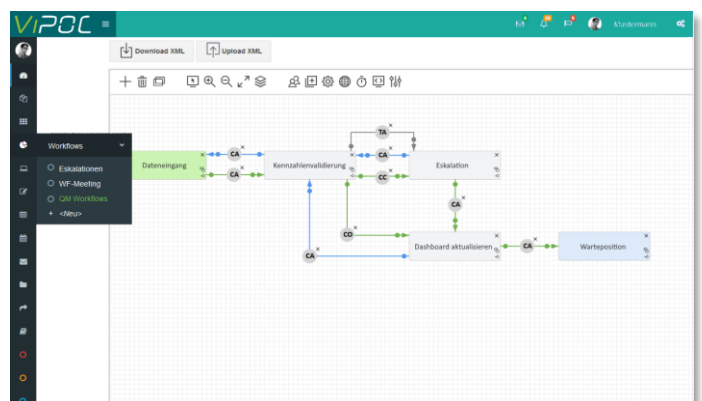 ViPOC
Mustermann
Download XML
Upload XML
Workflows
Eskalationen
WF-Meeting
QM Workflows
+ <Neu>
TA
Dateneingang
CA
CA
Kennzahlenvalidierung
CA
CC
Eskalation
CA
CO
CA
Dashboard aktualisieren
CA
Warteposition